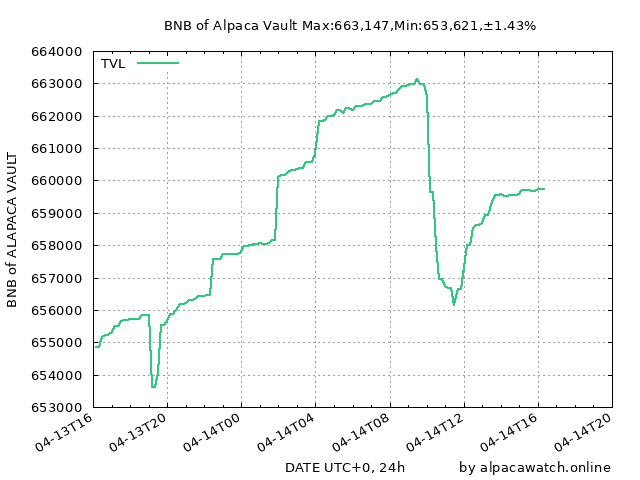 BNB of Alpaca Vault Max:663,147,Min:653,621,±1.43%
664000
TVL
663000
662000
661000
660000
659000
658000
657000
656000
655000
654000
653000
BNB of ALAPACA VAULT
04-13T16
04-13T20
04-14T00
04-14T04
04-14T08
04-14T12
04-14T16
04-14T20
DATE UTC+0, 24h
by alpacawatch.online